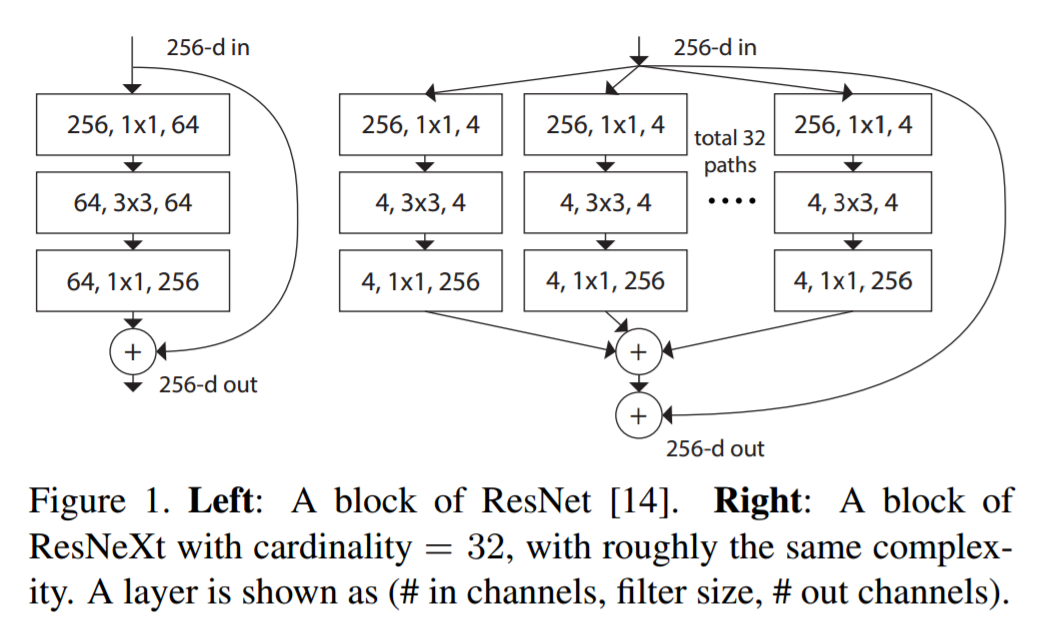 256-d in
256, 1x1, 64
64, 3x3, 64
64, 1x1, 256
+
256-d out
256-d in
256, 1x1, 4
4, 3x3, 4
4, 1x1, 256
256, 1x1, 4
4, 3x3, 4
4, 1x1, 256
total 32
paths
....
256, 1x1, 4
4, 3x3, 4
4, 1x1, 256
+
+
256-d out
Figure 1. Left: A block of ResNet [14]. Right: A block of
ResNeXt with cardinality = 32, with roughly the same complex-
ity. A layer is shown as (# in channels, filter size, # out channels).